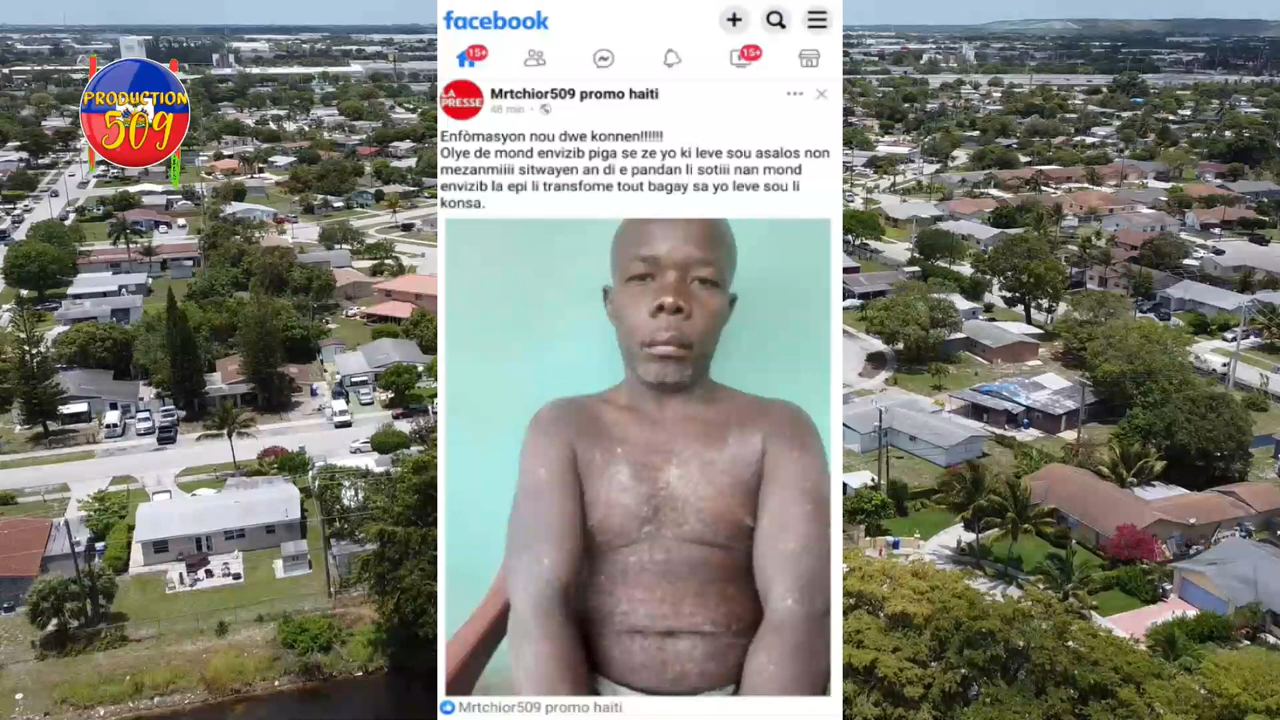 PRODUCTION
509
facebook
15+
15+
LA
PRESSE
Mrtchior509 promo haiti
48 min
Enfòmasyon nou dwe konnen!!!!!!
Olye de mond envizib piga se ze yo ki leve sou asalos non
mezanmiiii sitwayen an di e pandan li sotiii nan mond
envizib la epi li transfome tout bagay sa yo leve sou li
konsa.
Mrtchior509 promo haiti